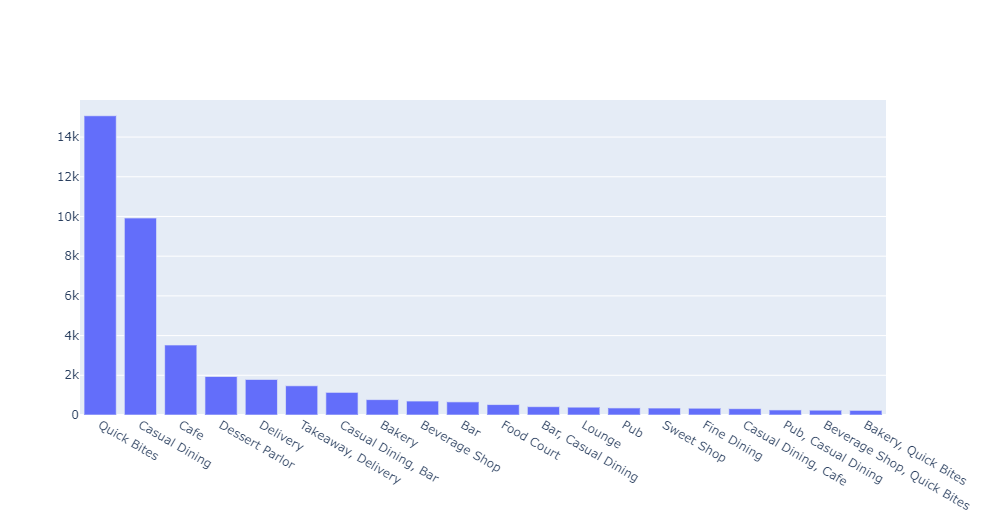 14k
12k
10k
8k
6k
4k
2k
0
Quick Bites
Casual Dining
Cafe
Dessert Parlor
Delivery
Takeaway, Delivery
Casual Dining, Bar
Bakery
Beverage Shop
Bar
Food Court
Bar, Casual Dining
Lounge
Pub
Sweet Shop
Fine Dining
Casual Dining, Cafe
Pub, Casual Dining
Beverage Shop, Quick Bites
Bakery, Quick Bites